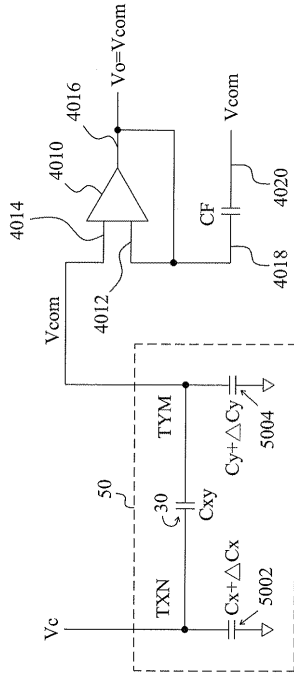 Vc
50
TXN
30
Cxy
TYM
Cx+△Cx
5002
Cy+△Cy
5004
Vcom
4014
4010
4016
Vo=Vcom
4012
CF
Vcom
4018
4020